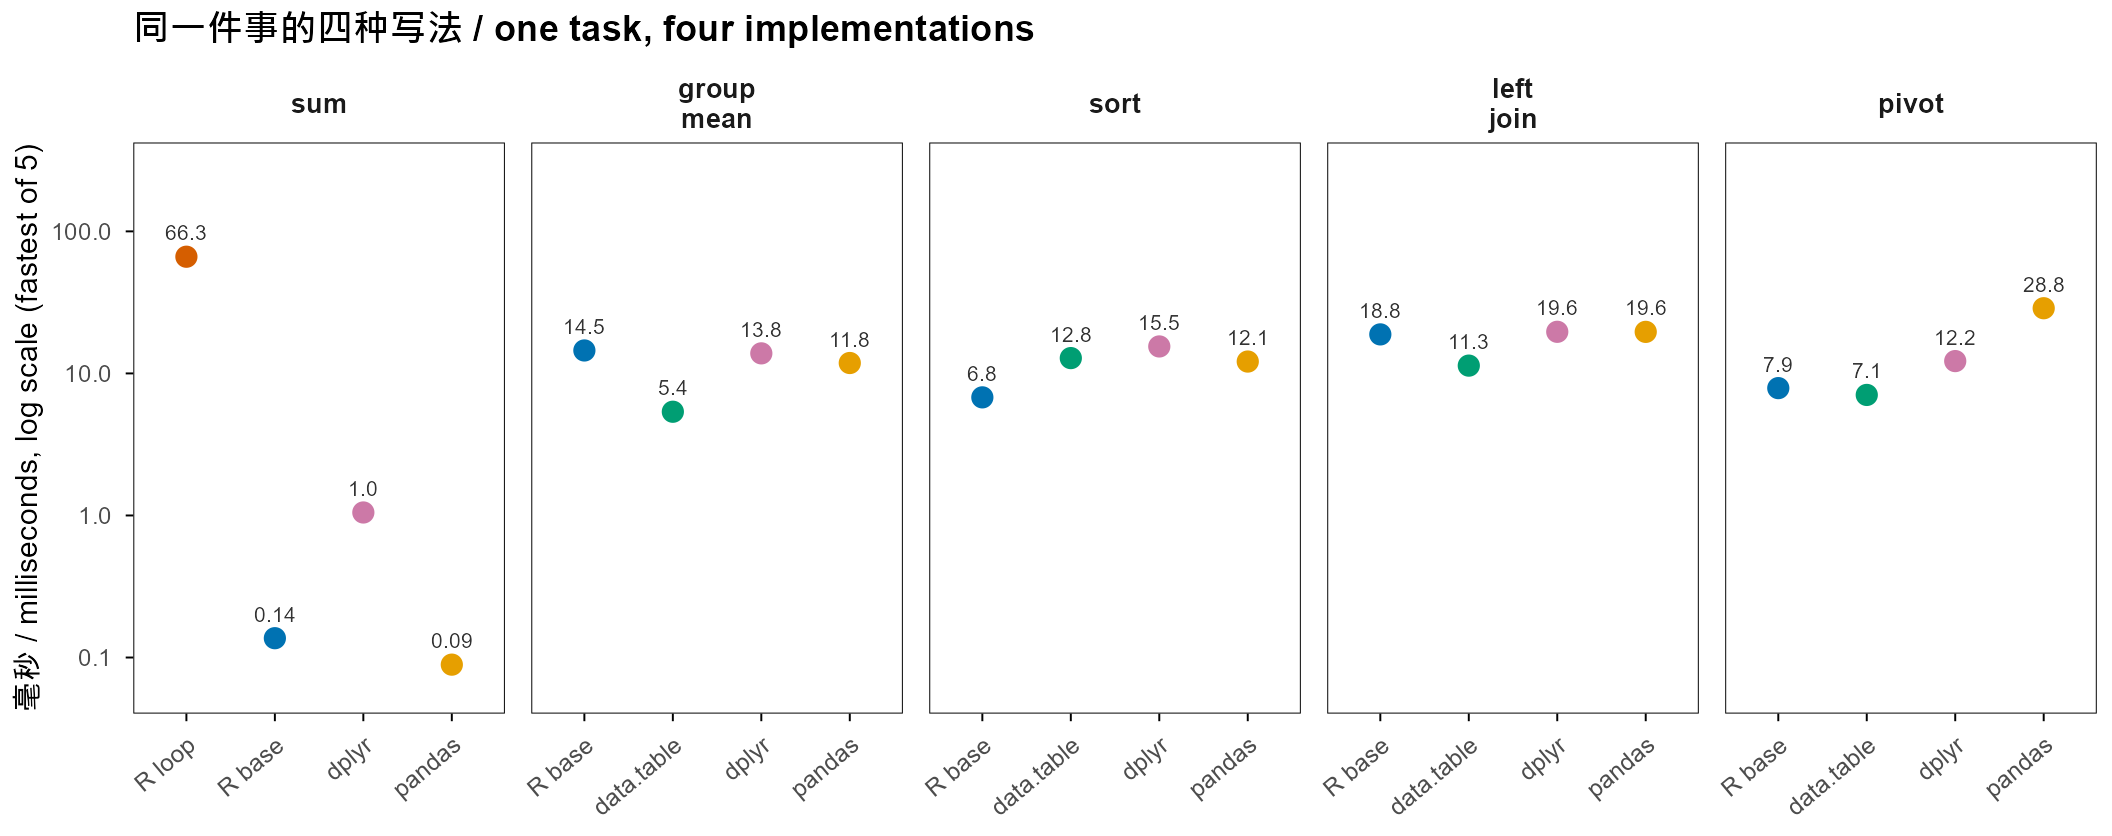 同一件事的四种写法 / one task, four implementations
毫秒 / milliseconds, log scale (fastest of 5)
100.0
10.0
1.0
0.1
sum
66.3
0.14
1.0
0.09
R loop
R base
dplyr
pandas
group
mean
14.5
5.4
13.8
11.8
R base
data.table
dplyr
pandas
sort
6.8
12.8
15.5
12.1
R base
data.table
dplyr
pandas
left
join
18.8
11.3
19.6
19.6
R base
data.table
dplyr
pandas
pivot
7.9
7.1
12.2
28.8
R base
data.table
dplyr
pandas